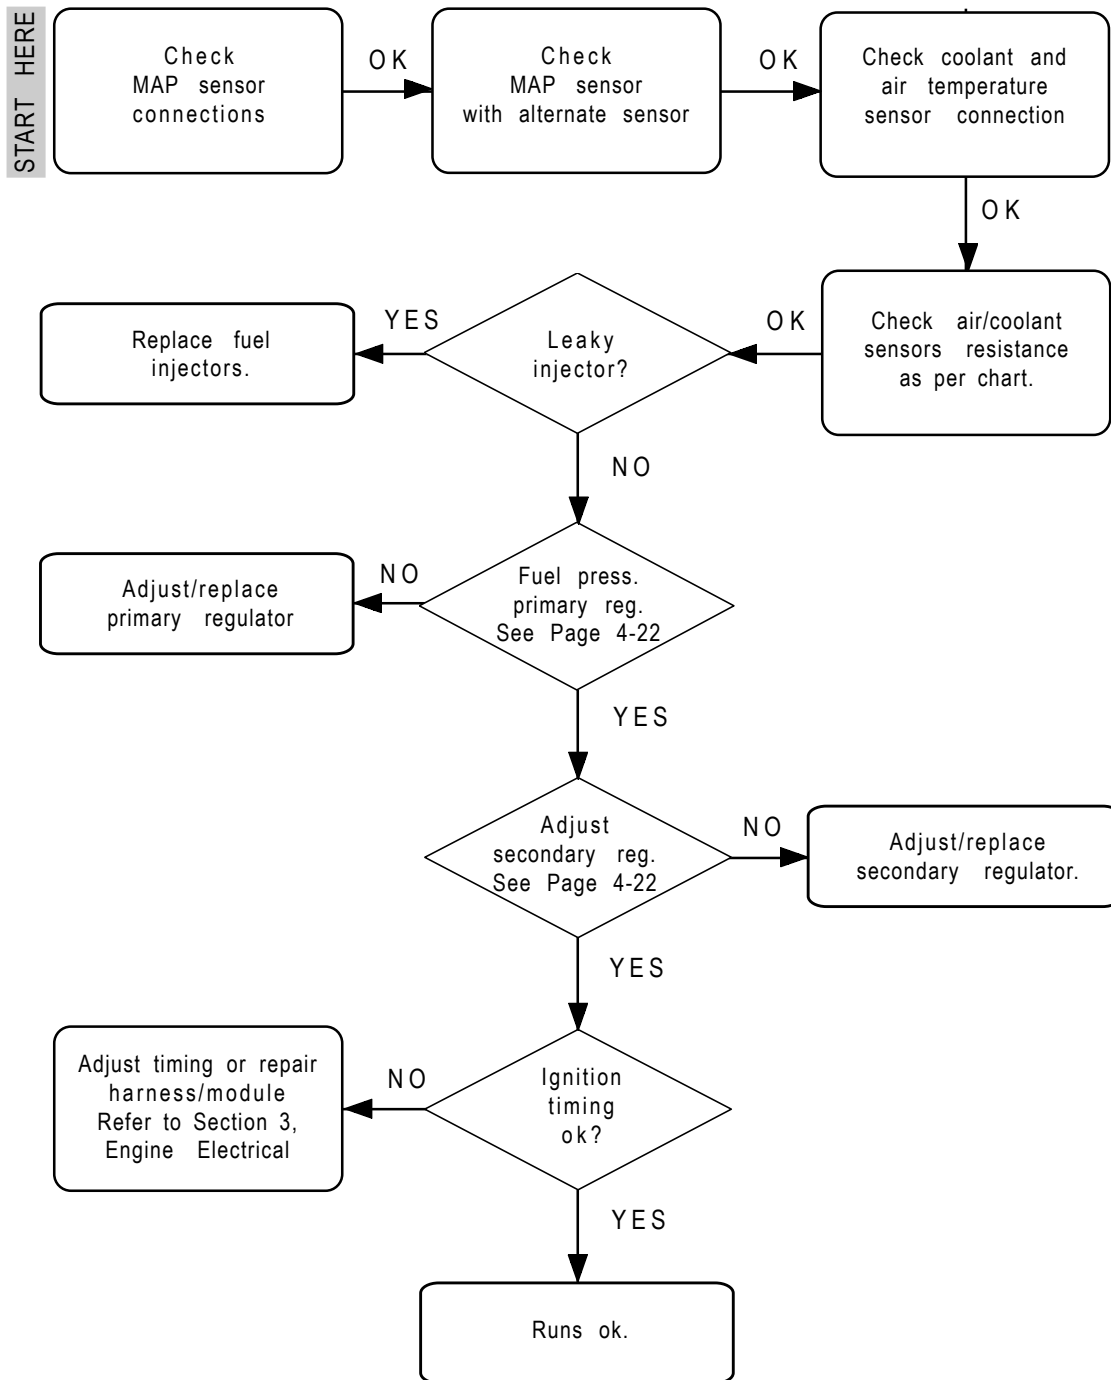 START HERE
Check
MAP sensor
connections
OK
Check
MAP sensor
with alternate sensor
OK
Check coolant and
air temperature
sensor connection
OK
Check air/coolant
sensors resistance
as per chart.
OK
Leaky
injector?
YES
Replace fuel
injectors.
NO
Fuel press.
primary reg.
See Page 4-22
NO
Adjust/replace
primary regulator
YES
Adjust
secondary reg.
See Page 4-22
NO
Adjust/replace
secondary regulator.
YES
Ignition
timing
ok?
NO
Adjust timing or repair
harness/module
Refer to Section 3,
Engine Electrical
YES
Runs ok.